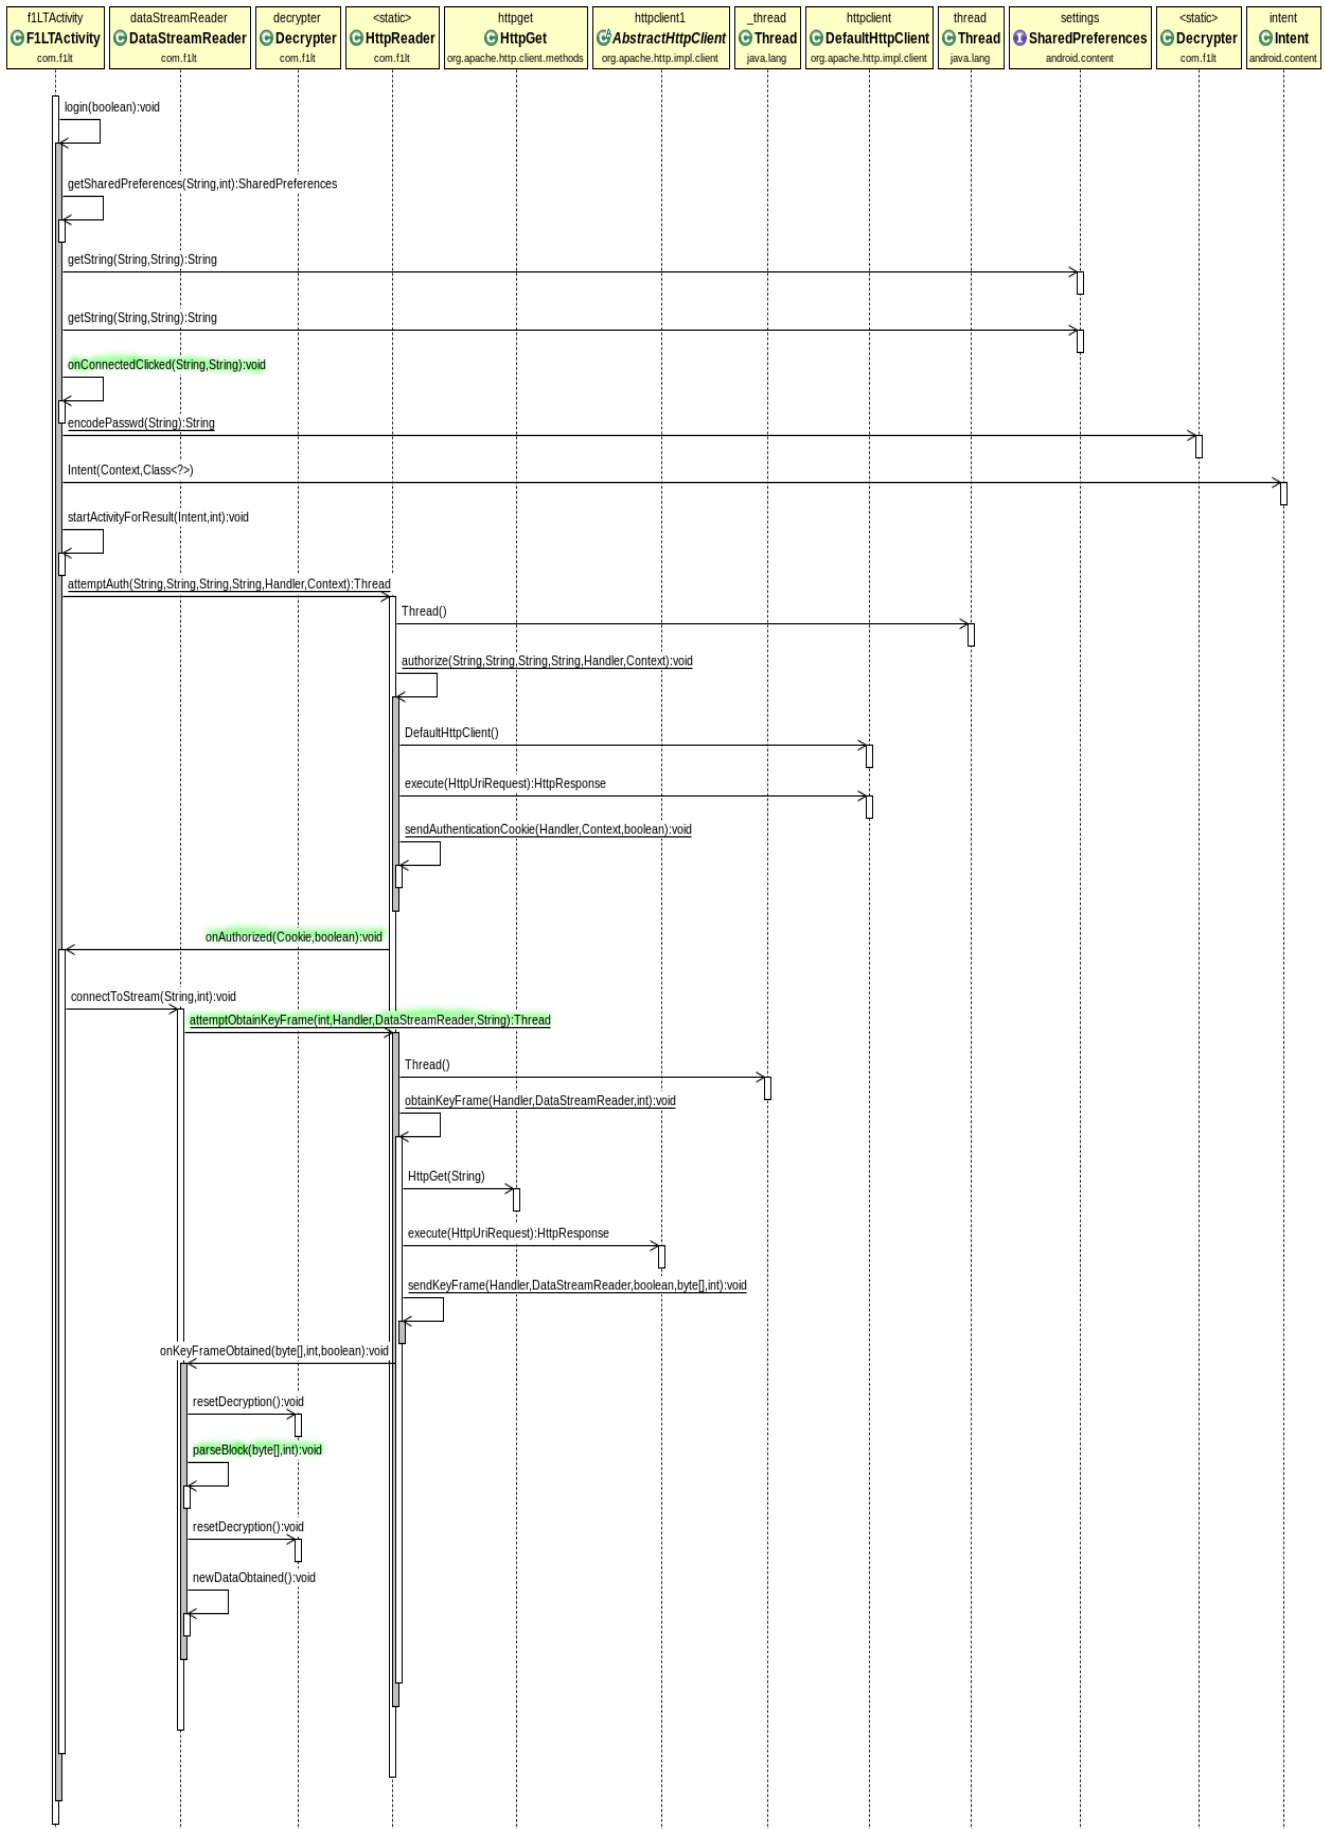 f1LTActivity
F1LTActivity
com.f1lt
dataStreamReader
DataStreamReader
com.f1lt
decrypter
Decrypter
com.f1lt
<static>
HttpReader
com.f1lt
httpget
HttpGet
org.apache.http.client.methods
httpclient1
AbstractHttpClient
org.apache.http.impl.client
_thread
Thread
java.lang
httpclient
DefaultHttpClient
org.apache.http.impl.client
thread
Thread
java.lang
settings
SharedPreferences
android.content
<static>
Decrypter
com.f1lt
intent
Intent
android.content
login(boolean):void
getSharedPreferences(String,int):SharedPreferences
getString(String,String):String
getString(String,String):String
onConnectedClicked(String,String):void
encodePasswd(String):String
Intent(Context,Class<?>)
startActivityForResult(Intent,int):void
attemptAuth(String,String,String,String,Handler,Context):Thread
Thread()
authorize(String,String,String,String,Handler,Context):void
DefaultHttpClient()
execute(HttpUriRequest):HttpResponse
sendAuthenticationCookie(Handler,Context,boolean):void
onAuthorized(Cookie,boolean):void
connectToStream(String,int):void
attemptObtainKeyFrame(int,Handler,DataStreamReader,String):Thread
Thread()
obtainKeyFrame(Handler,DataStreamReader,int):void
HttpGet(String)
execute(HttpUriRequest):HttpResponse
sendKeyFrame(Handler,DataStreamReader,boolean,byte[],int):void
onKeyFrameObtained(byte[],int,boolean):void
resetDecryption():void
parseBlock(byte[],int):void
resetDecryption():void
newDataObtained():void